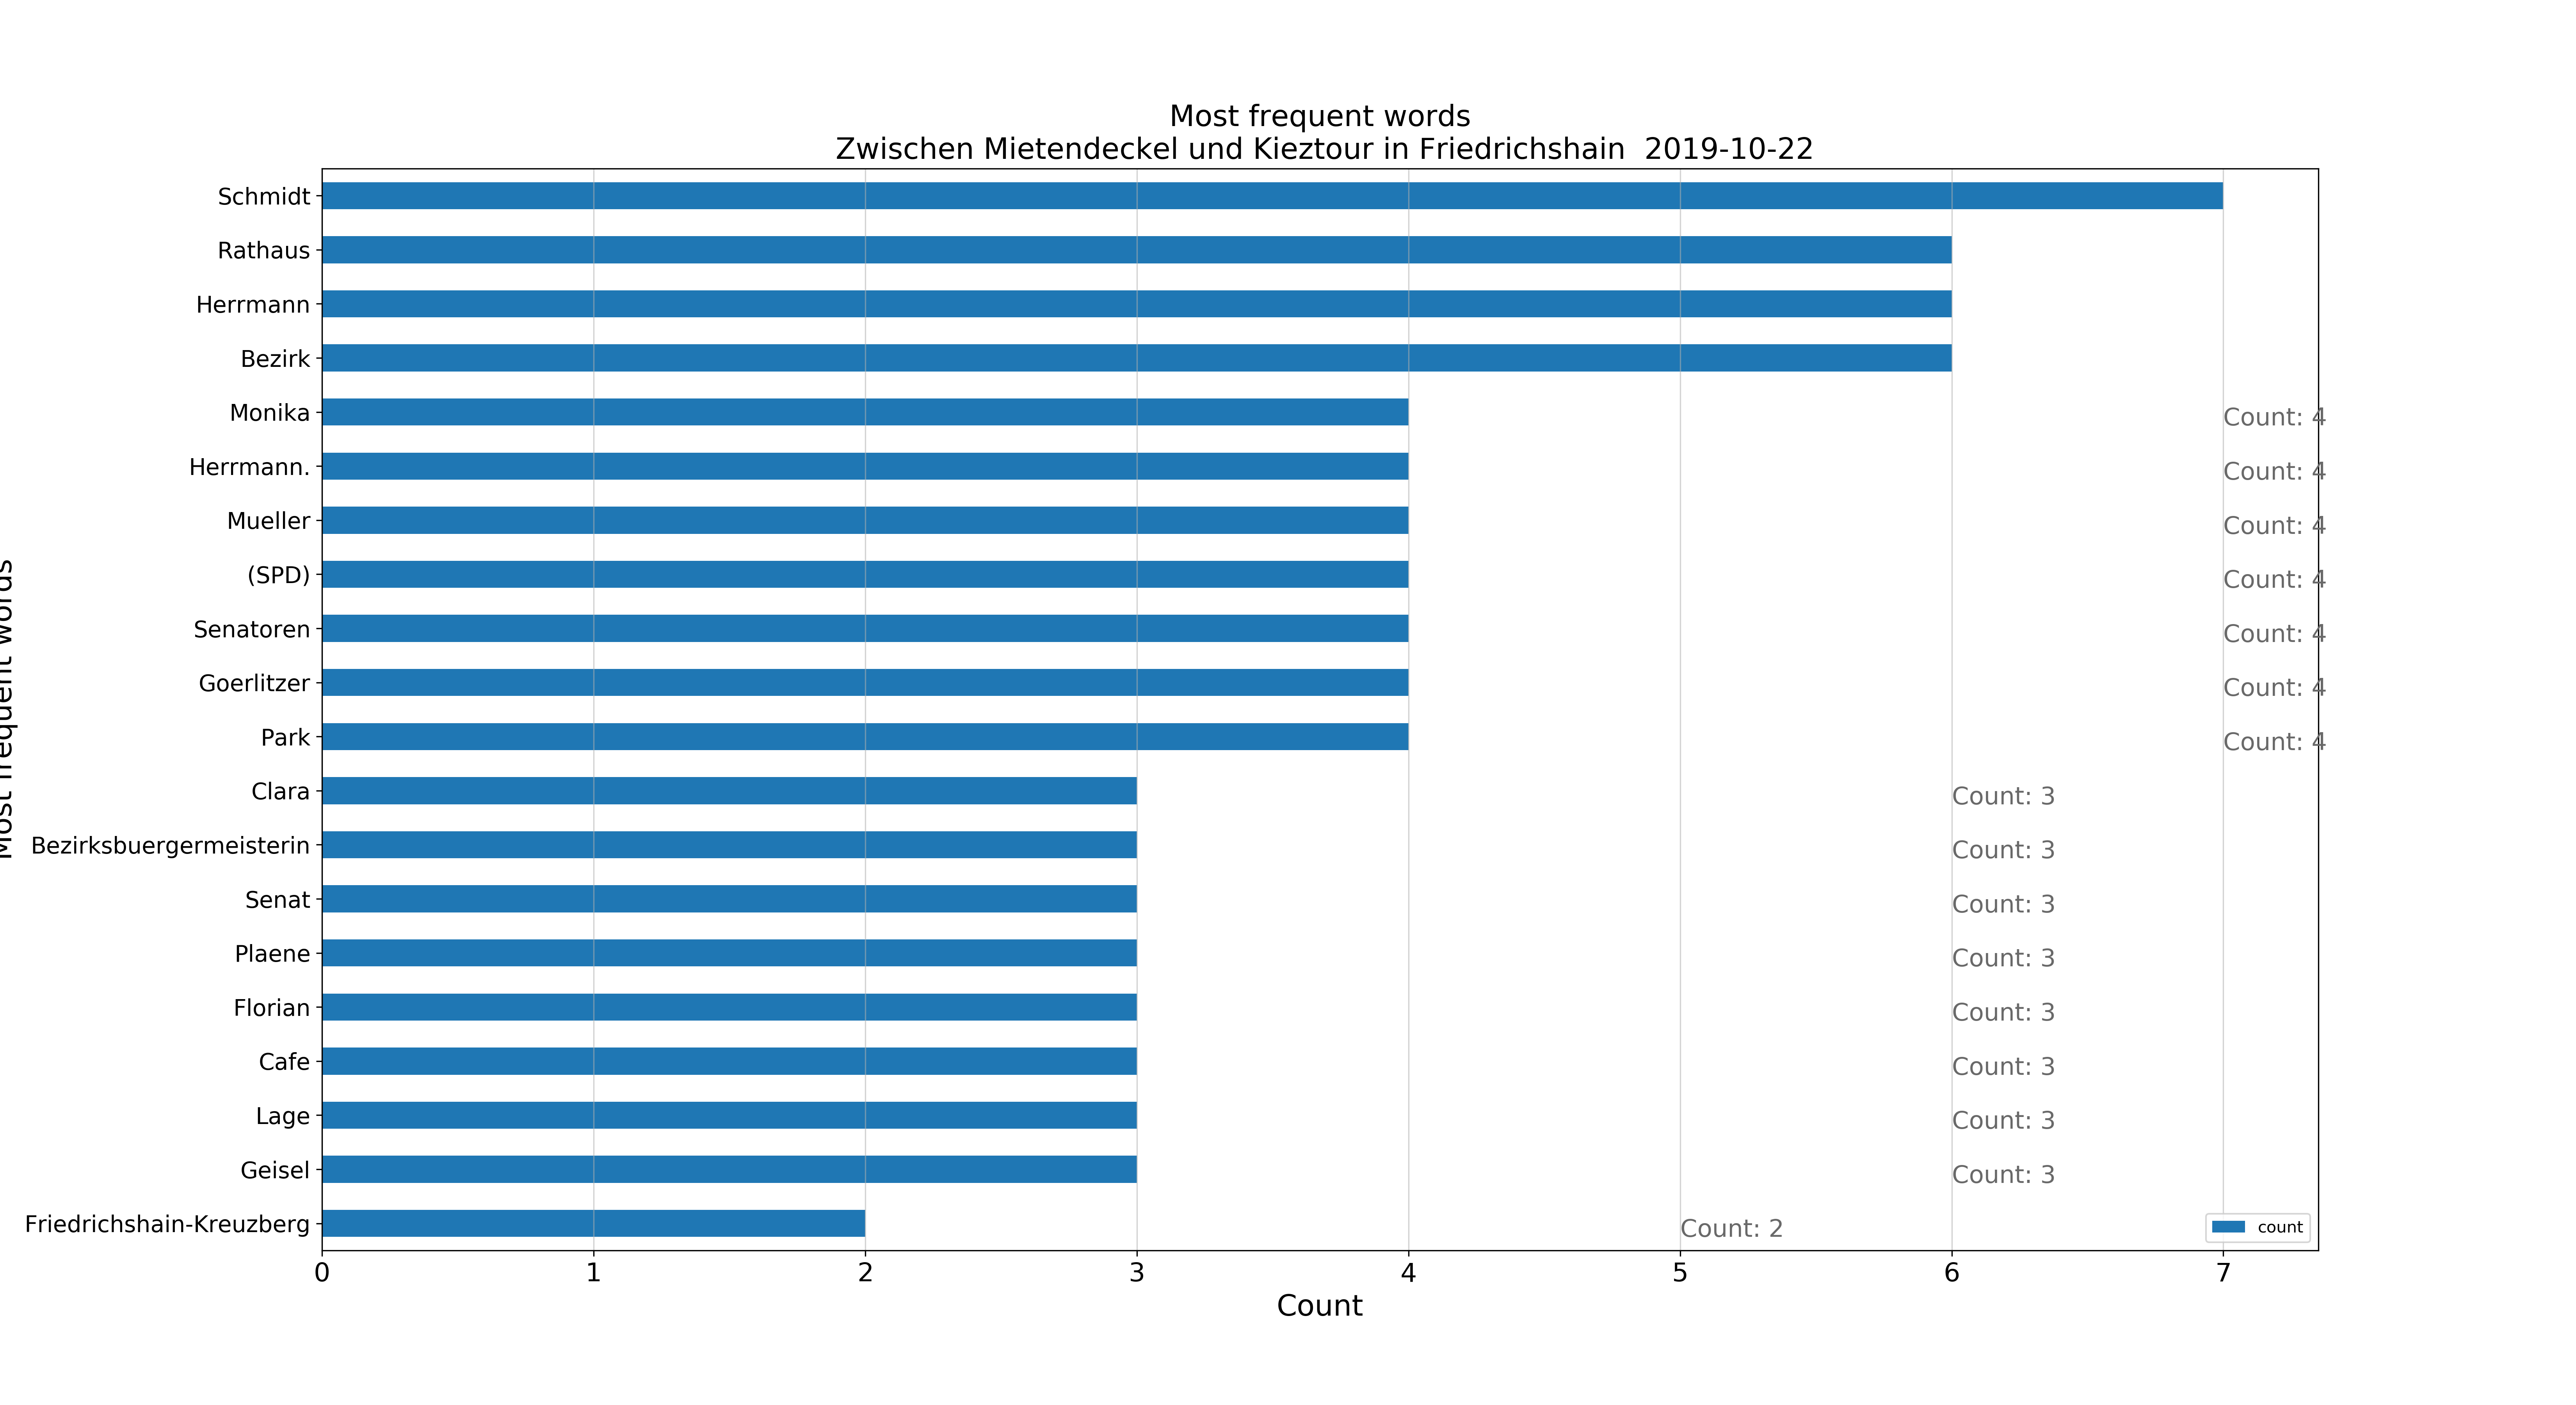 Most frequent words
Zwischen Mietendeckel und Kieztour in Friedrichshain  2019-10-22
Most frequent words
Schmidt
Rathaus
Herrmann
Bezirk
Monika Count: 4
Herrmann. Count: 4
Mueller Count: 4
(SPD) Count: 4
Senatoren Count: 4
Goerlitzer Count: 4
Park Count: 4
Clara Count: 3
Bezirksbuergermeisterin Count: 3
Senat Count: 3
Plaene Count: 3
Florian Count: 3
Cafe Count: 3
Lage Count: 3
Geisel Count: 3
Friedrichshain-Kreuzberg Count: 2
count
0 1 2 3 4 5 6 7
Count